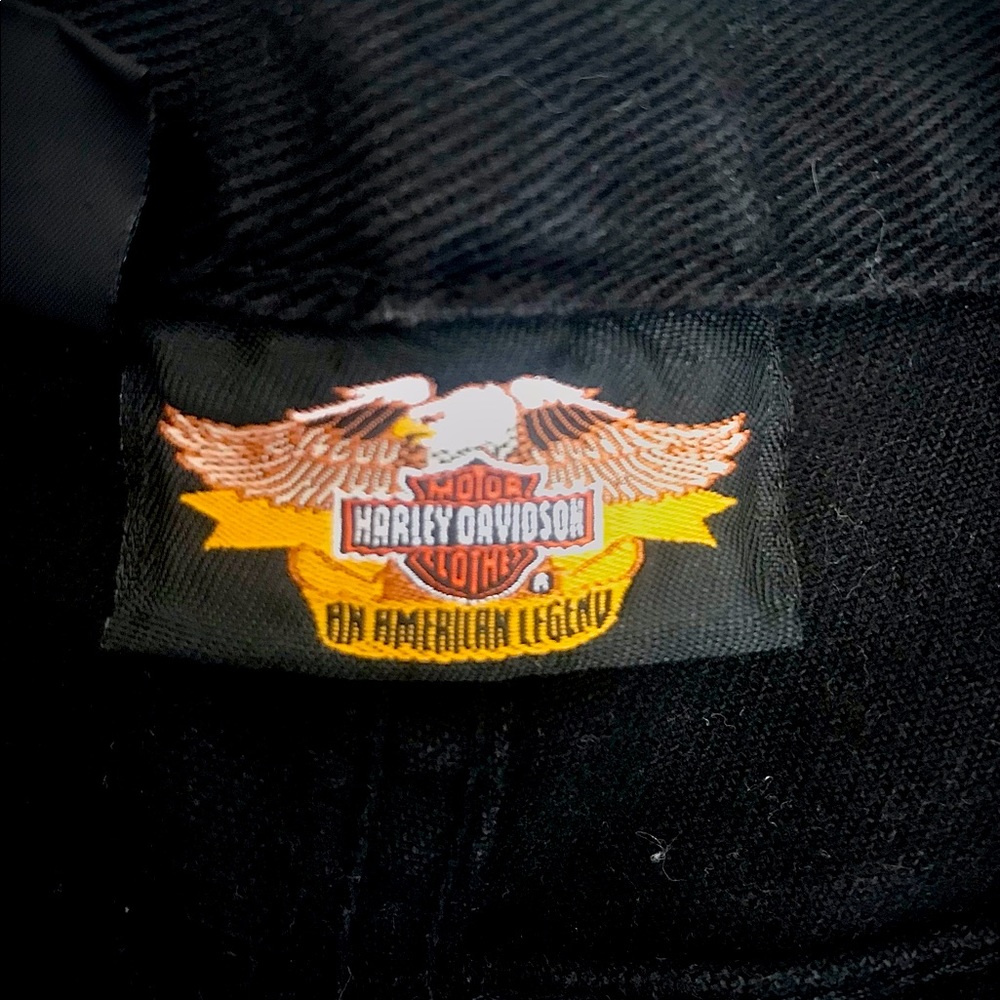 MOTOR
HARLEY-DAVIDSON
CLOTHES
®
AN AMERICAN LEGEND